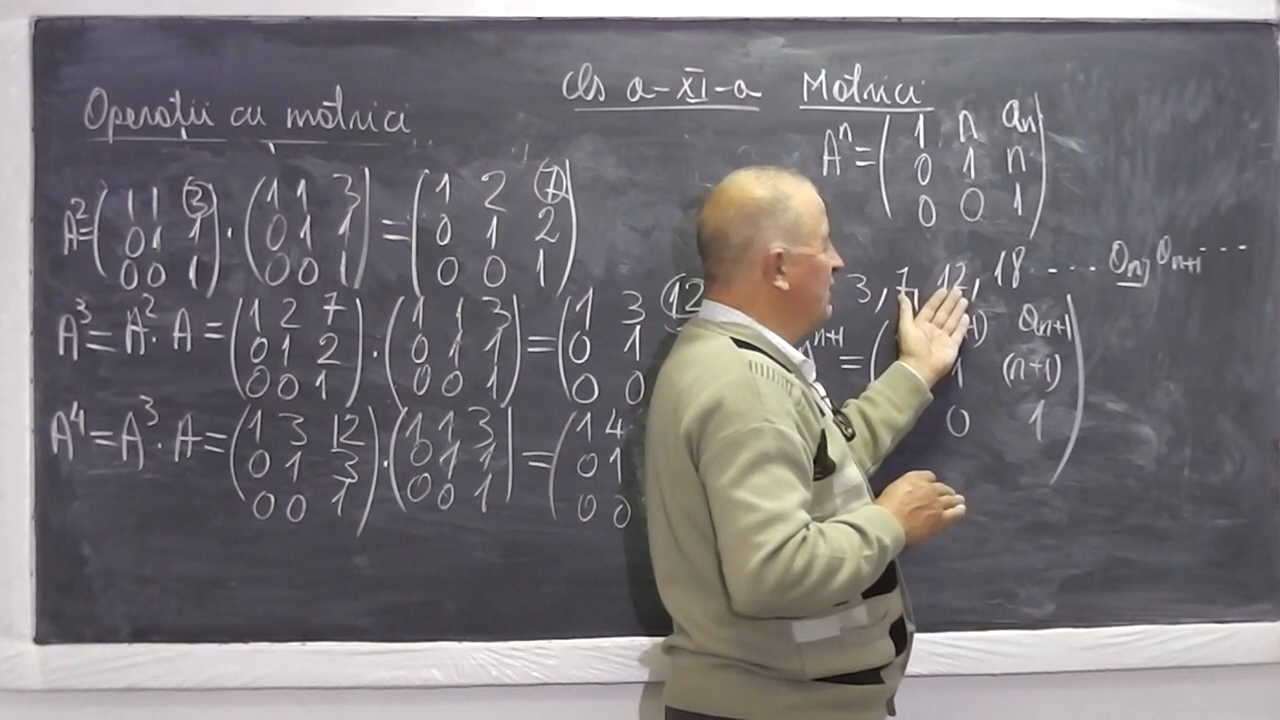 Cls a-XI-a Matrici
Operații cu matrici
A² = (1 1 3; 0 1 1; 0 0 1) · (1 1 3; 0 1 1; 0 0 1) = (1 2 7; 0 1 2; 0 0 1)
A³ = A² · A = (1 2 7; 0 1 2; 0 0 1) · (1 1 3; 0 1 1; 0 0 1) = (1 3 12; 0 1; 0 0
A⁴ = A³ · A = (1 3 12; 0 1 3; 0 0 1) · (1 1 3; 0 1 1; 0 0 1) = (1 4; 0 1; 0 0
Aⁿ = (1 n aₙ; 0 1 n; 0 0 1)
3, 7, 12, 18 .... aₙ, aₙ₊₁ ...
Aⁿ⁺¹ = ( aₙ₊₁; 1 (n+1); 0 1)